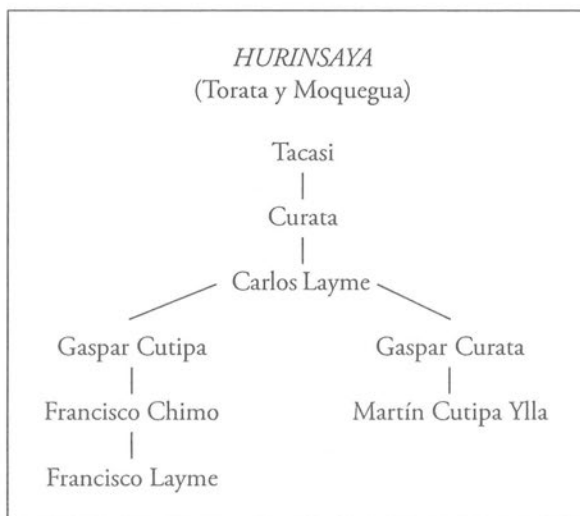 HURINSAYA
(Torata y Moquegua)
Tacasi
Curata
Carlos Layme
Gaspar Cutipa
Gaspar Curata
Francisco Chimo
Martín Cutipa Ylla
Francisco Layme